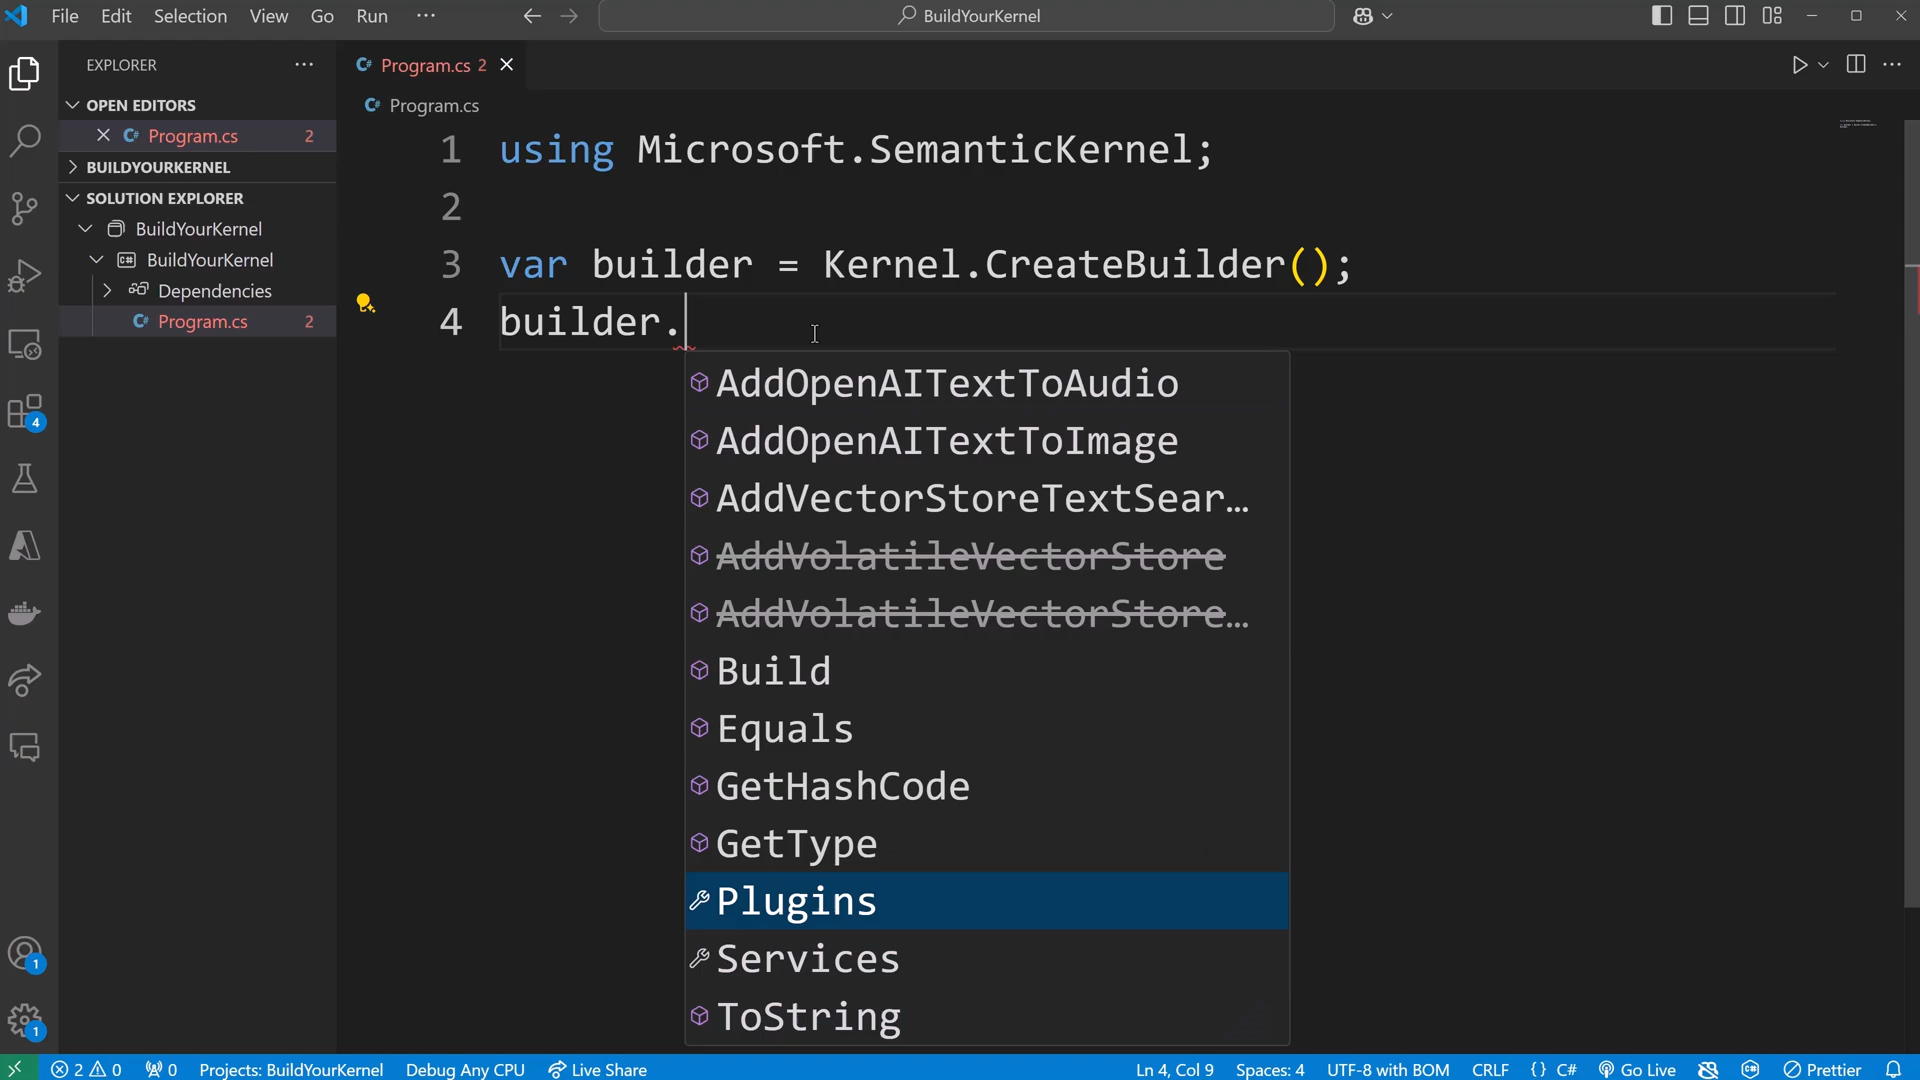 File Edit Selection View Go Run ···
BuildYourKernel
EXPLORER ···
OPEN EDITORS
Program.cs 2
BUILDYOURKERNEL
SOLUTION EXPLORER
BuildYourKernel
BuildYourKernel
Dependencies
Program.cs 2
4
1
1
Program.cs 2
Program.cs
1 using Microsoft.SemanticKernel;
2
3 var builder = Kernel.CreateBuilder();
4 builder.
AddOpenAITextToAudio
AddOpenAITextToImage
AddVectorStoreTextSear…
AddVolatileVectorStore
AddVolatileVectorStore…
Build
Equals
GetHashCode
GetType
Plugins
Services
ToString
2 0 0 Projects: BuildYourKernel Debug Any CPU Live Share Ln 4, Col 9 Spaces: 4 UTF-8 with BOM CRLF {} C# Go Live Prettier